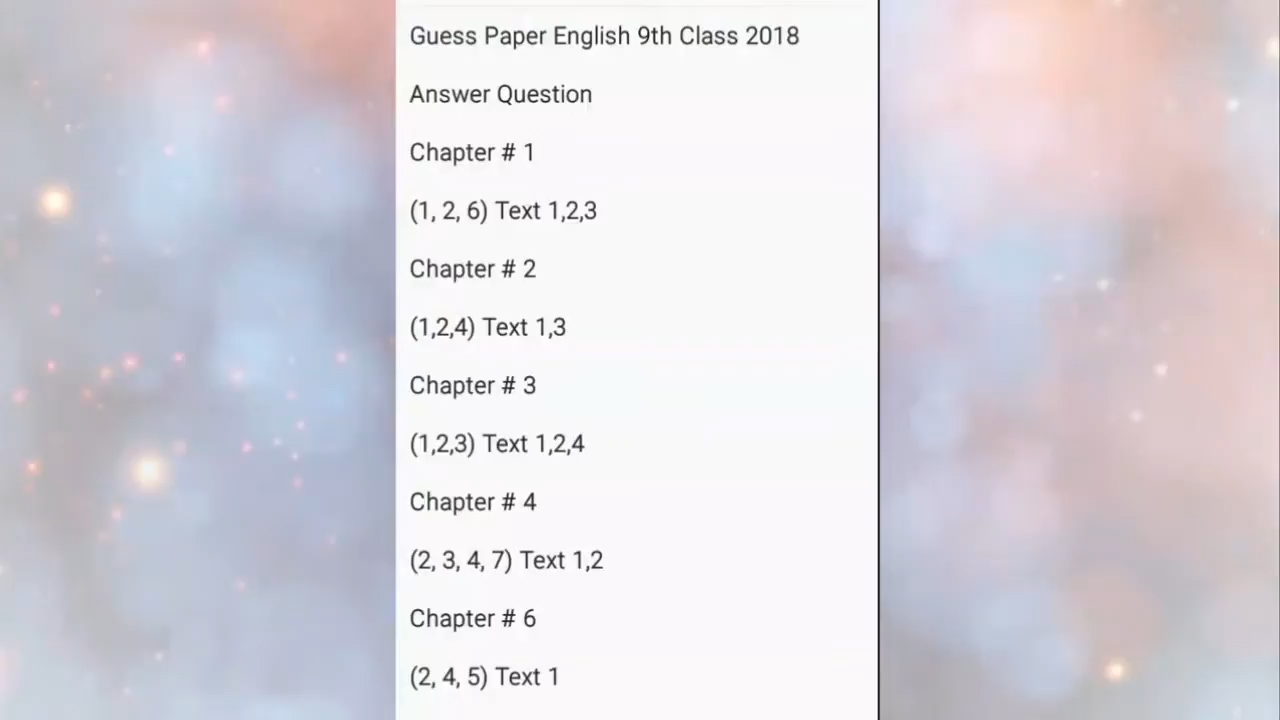 Guess Paper English 9th Class 2018
Answer Question
Chapter # 1
(1, 2, 6) Text 1,2,3
Chapter # 2
(1,2,4) Text 1,3
Chapter # 3
(1,2,3) Text 1,2,4
Chapter # 4
(2, 3, 4, 7) Text 1,2
Chapter # 6
(2, 4, 5) Text 1